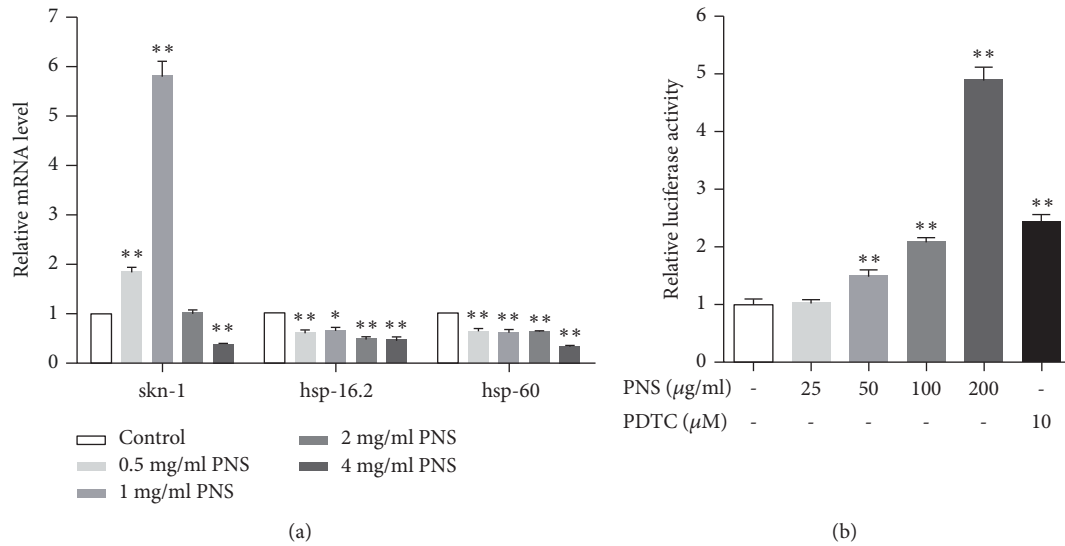 7
6
5
4
3
2
1
0
Relative mRNA level
**
**
**
**
*
**
**
**
**
**
**
skn-1
hsp-16.2
hsp-60
Control
0.5 mg/ml PNS
1 mg/ml PNS
2 mg/ml PNS
4 mg/ml PNS
(a)
6
5
4
3
2
1
0
Relative luciferase activity
**
**
**
**
PNS (μg/ml) - 25 50 100 200 -
PDTC (μM) - - - - - 10
(b)